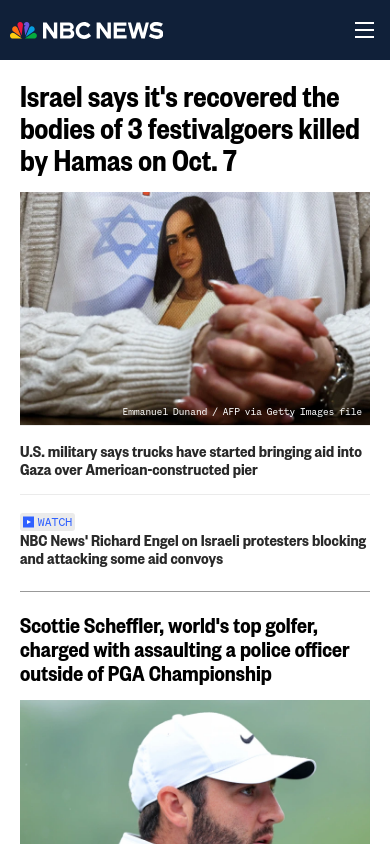 NBC NEWS
Israel says it's recovered the
bodies of 3 festivalgoers killed
by Hamas on Oct. 7
Emmanuel Dunand / AFP via Getty Images file
U.S. military says trucks have started bringing aid into
Gaza over American-constructed pier
WATCH
NBC News' Richard Engel on Israeli protesters blocking
and attacking some aid convoys
Scottie Scheffler, world's top golfer,
charged with assaulting a police officer
outside of PGA Championship